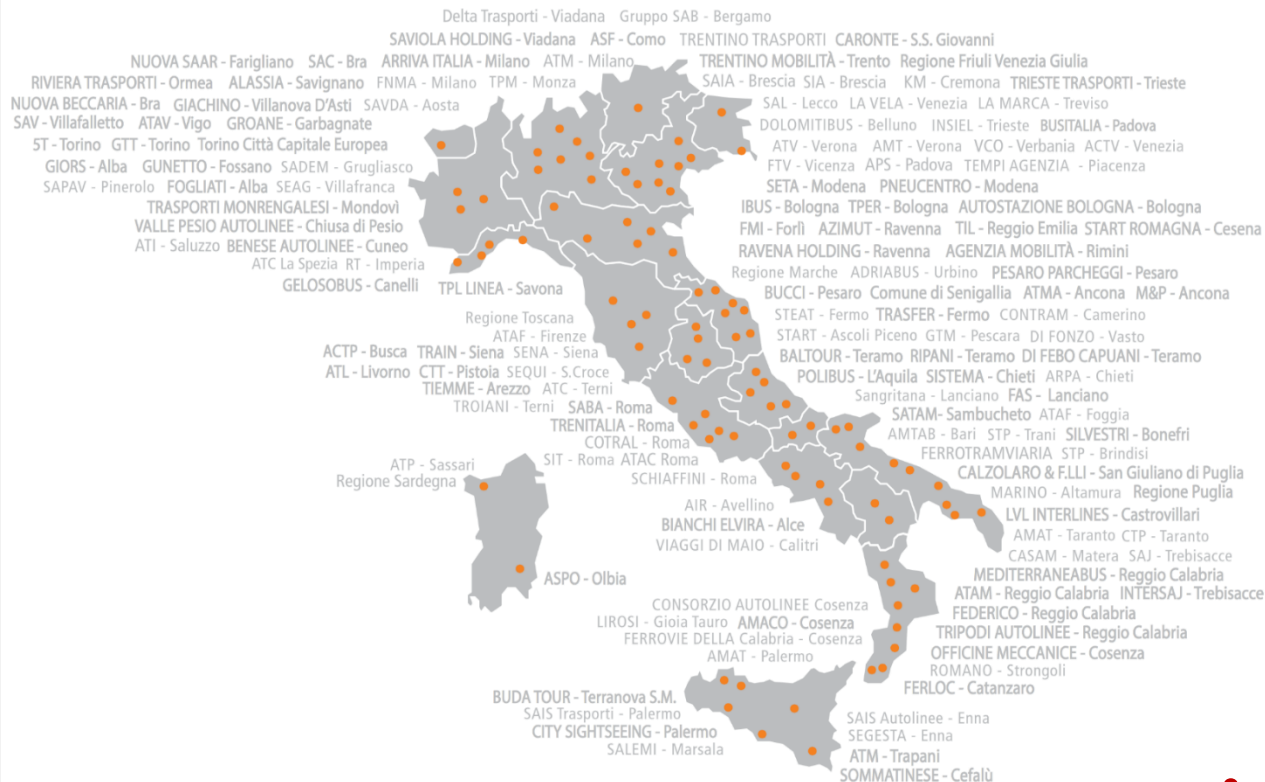 Delta Trasporti - Viadana Gruppo SAB - Bergamo
SAVIOLA HOLDING - Viadana ASF - Como TRENTINO TRASPORTI CARONTE - S.S. Giovanni
NUOVA SAAR - Farigliano SAC - Bra ARRIVA ITALIA - Milano ATM - Milano TRENTINO MOBILITÀ - Trento Regione Friuli Venezia Giulia
RIVIERA TRASPORTI - Ormea ALASSIA - Savignano FNMA - Milano TPM - Monza SAIA - Brescia SIA - Brescia KM - Cremona TRIESTE TRASPORTI - Trieste
NUOVA BECCARIA - Bra GIACHINO - Villanova D'Asti SAVDA - Aosta SAL - Lecco LA VELA - Venezia LA MARCA - Treviso
SAV - Villafalletto ATAV - Vigo GROANE - Garbagnate DOLOMITIBUS - Belluno INSIEL - Trieste BUSITALIA - Padova
5T - Torino GTT - Torino Torino Città Capitale Europea ATV - Verona AMT - Verona VCO - Verbania ACTV - Venezia
GIORS - Alba GUNETTO - Fossano SADEM - Grugliasco FTV - Vicenza APS - Padova TEMPI AGENZIA - Piacenza
SAPAV - Pinerolo FOGLIATI - Alba SEAG - Villafranca SETA - Modena PNEUCENTRO - Modena
TRASPORTI MONREGALESI - Mondovì IBUS - Bologna TPER - Bologna AUTOSTAZIONE BOLOGNA - Bologna
VALLE PESIO AUTOLINEE - Chiusa di Pesio FMI - Forlì AZIMUT - Ravenna TIL - Reggio Emilia START ROMAGNA - Cesena
ATI - Saluzzo BENESE AUTOLINEE - Cuneo RAVENA HOLDING - Ravenna AGENZIA MOBILITÀ - Rimini
ATC La Spezia RT - Imperia Regione Marche ADRIABUS - Urbino PESARO PARCHEGGI - Pesaro
GELOSOBUS - Canelli TPL LINEA - Savona BUCCI - Pesaro Comune di Senigallia ATMA - Ancona M&P - Ancona
Regione Toscana STEAT - Fermo TRASFER - Fermo CONTRAM - Camerino
ATAF - Firenze START - Ascoli Piceno GTM - Pescara DI FONZO - Vasto
ACTP - Busca TRAIN - Siena SENA - Siena BALTOUR - Teramo RIPANI - Teramo DI FEBO CAPUANI - Teramo
ATL - Livorno CTT - Pistoia SEQUI - S.Croce POLIBUS - L'Aquila SISTEMA - Chieti ARPA - Chieti
TIEMME - Arezzo ATC - Terni Sangritana - Lanciano FAS - Lanciano
TROIANI - Terni SABA - Roma SATAM- Sambucheto ATAF - Foggia
TRENITALIA - Roma AMTAB - Bari STP - Trani SILVESTRI - Bonefri
COTRAL - Roma FERROTRAMVIARIA STP - Brindisi
SIT - Roma ATAC Roma CALZOLARO & F.LLI - San Giuliano di Puglia
ATP - Sassari
Regione Sardegna SCHIAFFINI - Roma MARINO - Altamura Regione Puglia
AIR - Avellino LVL INTERLINES - Castrovillari
BIANCHI ELVIRA - Alce AMAT - Taranto CTP - Taranto
VIAGGI DI MAIO - Calitri CASAM - Matera SAJ - Trebisacce
ASPO - Olbia MEDITERRANEABUS - Reggio Calabria
ATAM - Reggio Calabria INTERSAJ - Trebisacce
CONSORZIO AUTOLINEE Cosenza FEDERICO - Reggio Calabria
LIROSI - Gioia Tauro AMACO - Cosenza TRIPODI AUTOLINEE - Reggio Calabria
FERROVIE DELLA Calabria - Cosenza OFFICINE MECCANICE - Cosenza
AMAT - Palermo ROMANO - Strongoli
FERLOC - Catanzaro
BUDA TOUR - Terranova S.M.
SAIS Trasporti - Palermo SAIS Autolinee - Enna
CITY SIGHTSEEING - Palermo SEGESTA - Enna
SALEMI - Marsala ATM - Trapani
SOMMATINESE - Cefalù